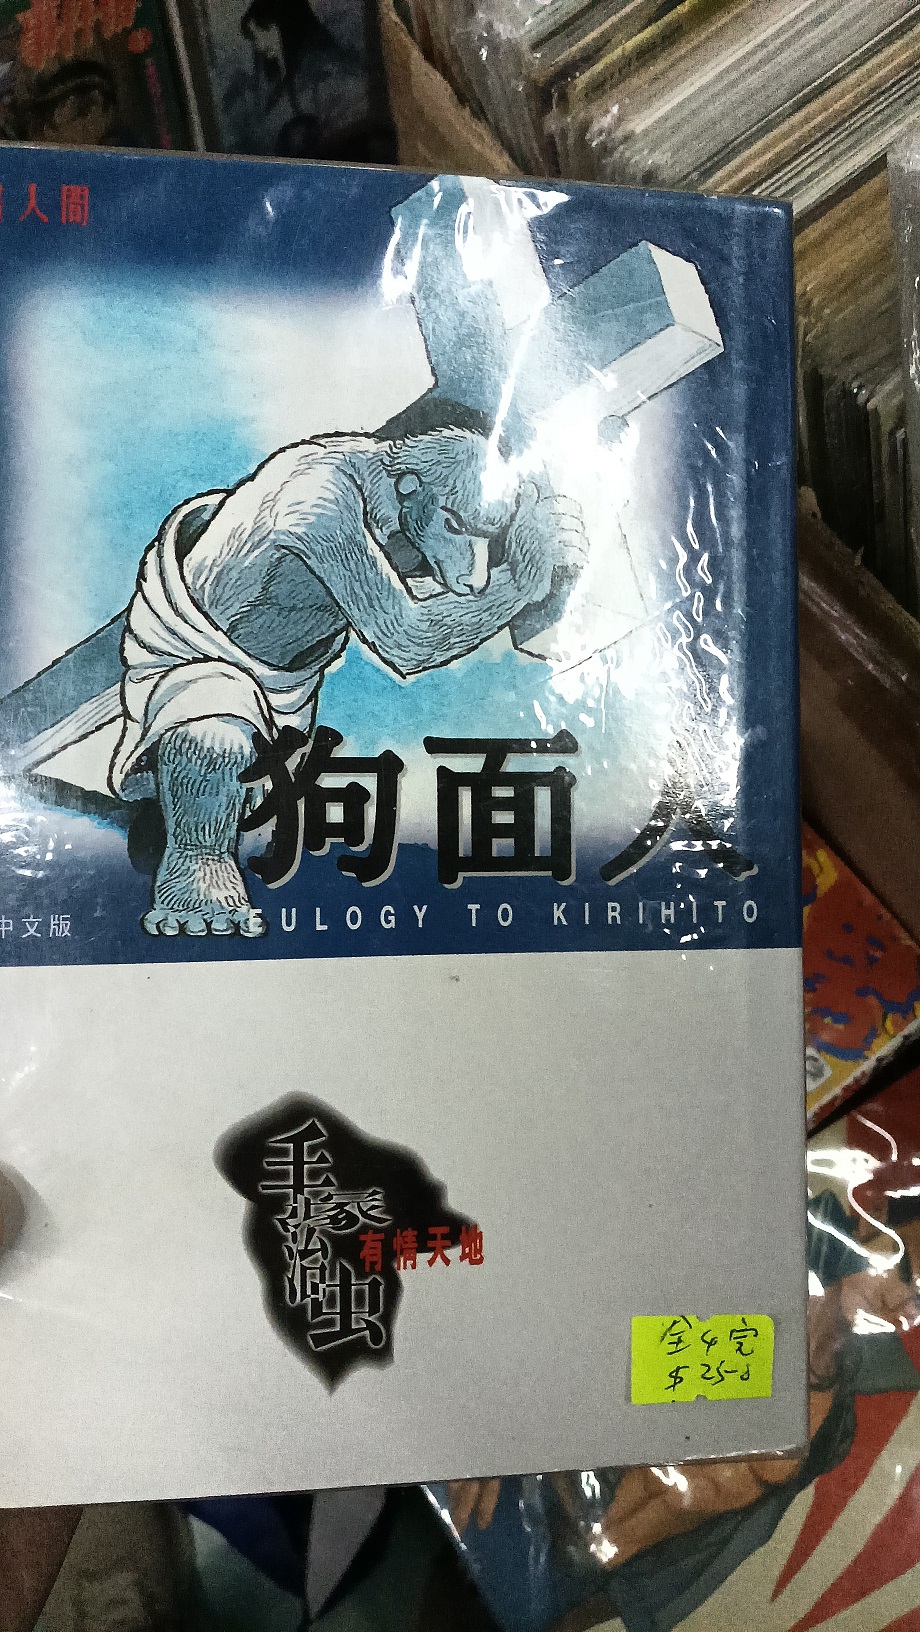 人間
狗面人
EULOGY TO KIRIHITO
中文版
手塚治虫
有情天地
全4完
$25-